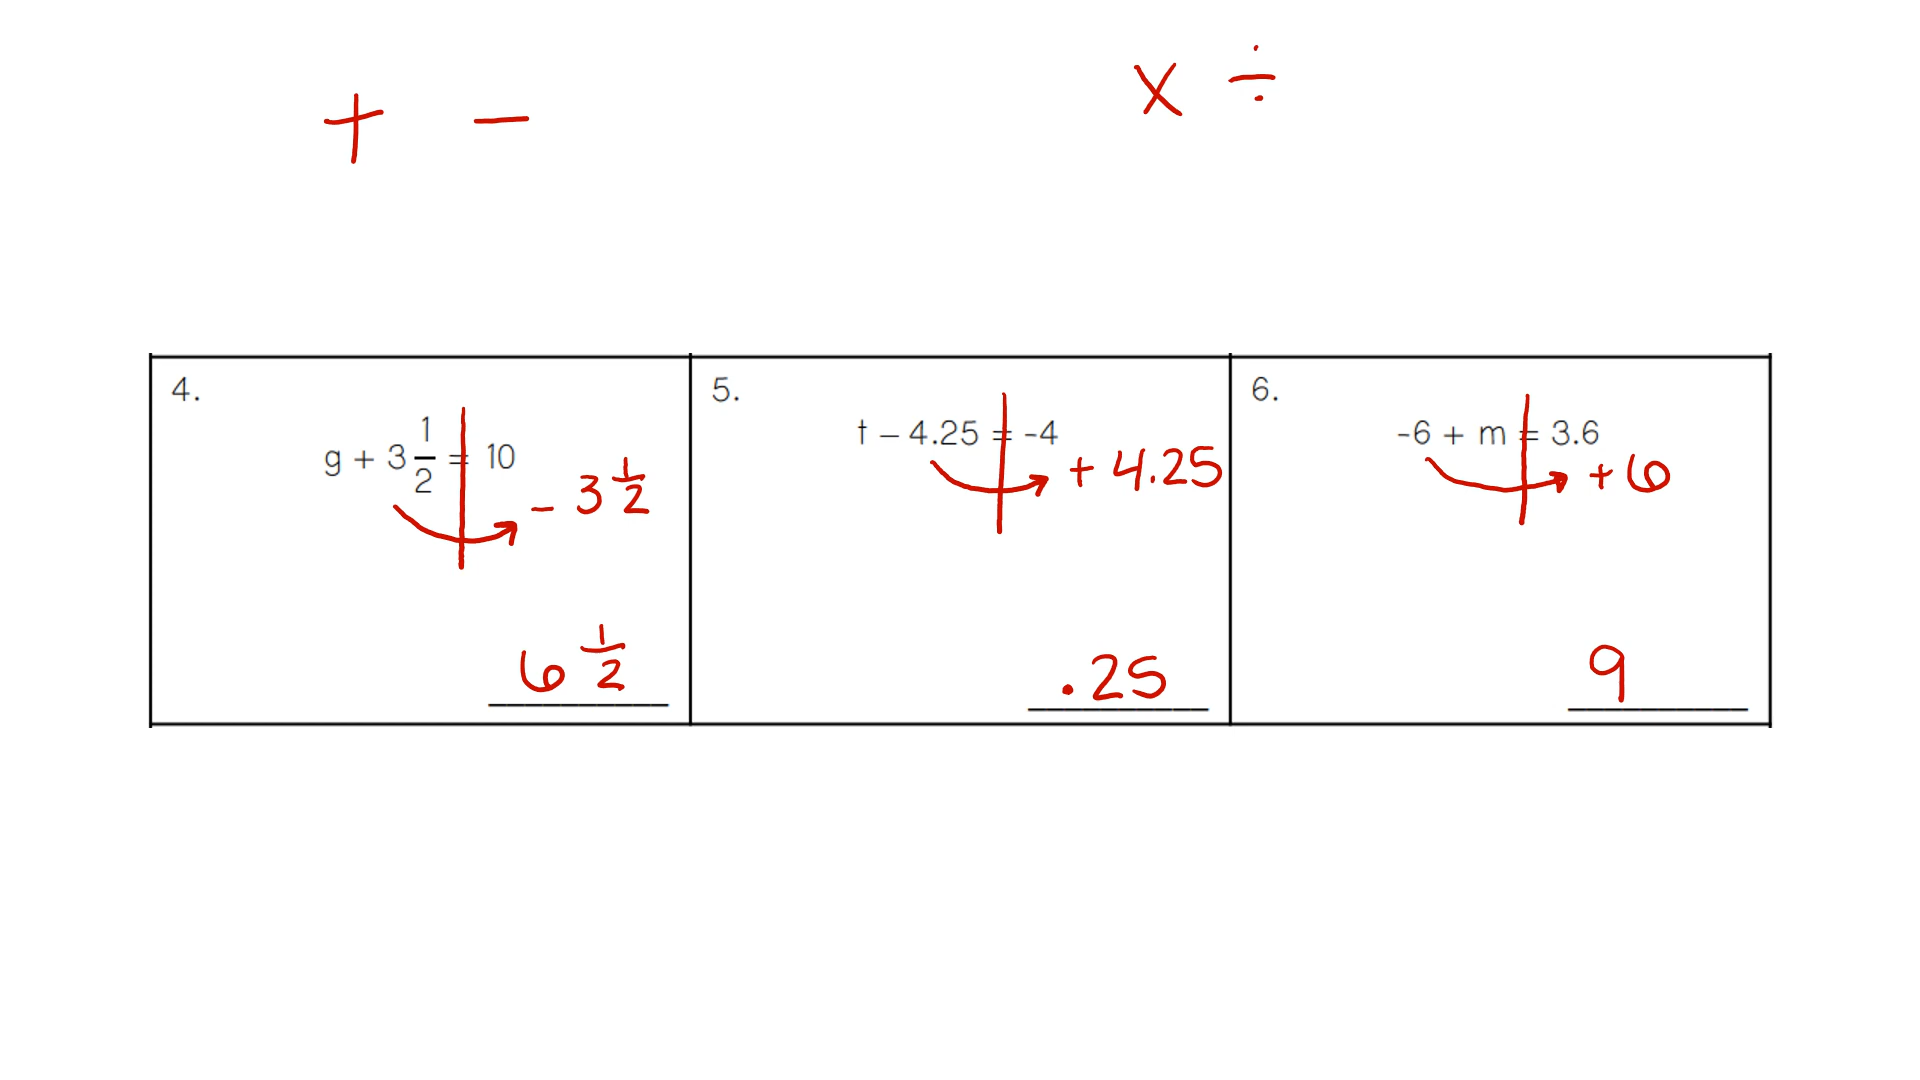 + − × ÷
4.
g + 3 1/2 = 10
− 3 1/2
6 1/2
5.
t – 4.25 = -4
+ 4.25
.25
6.
-6 + m = 3.6
+ 6
9